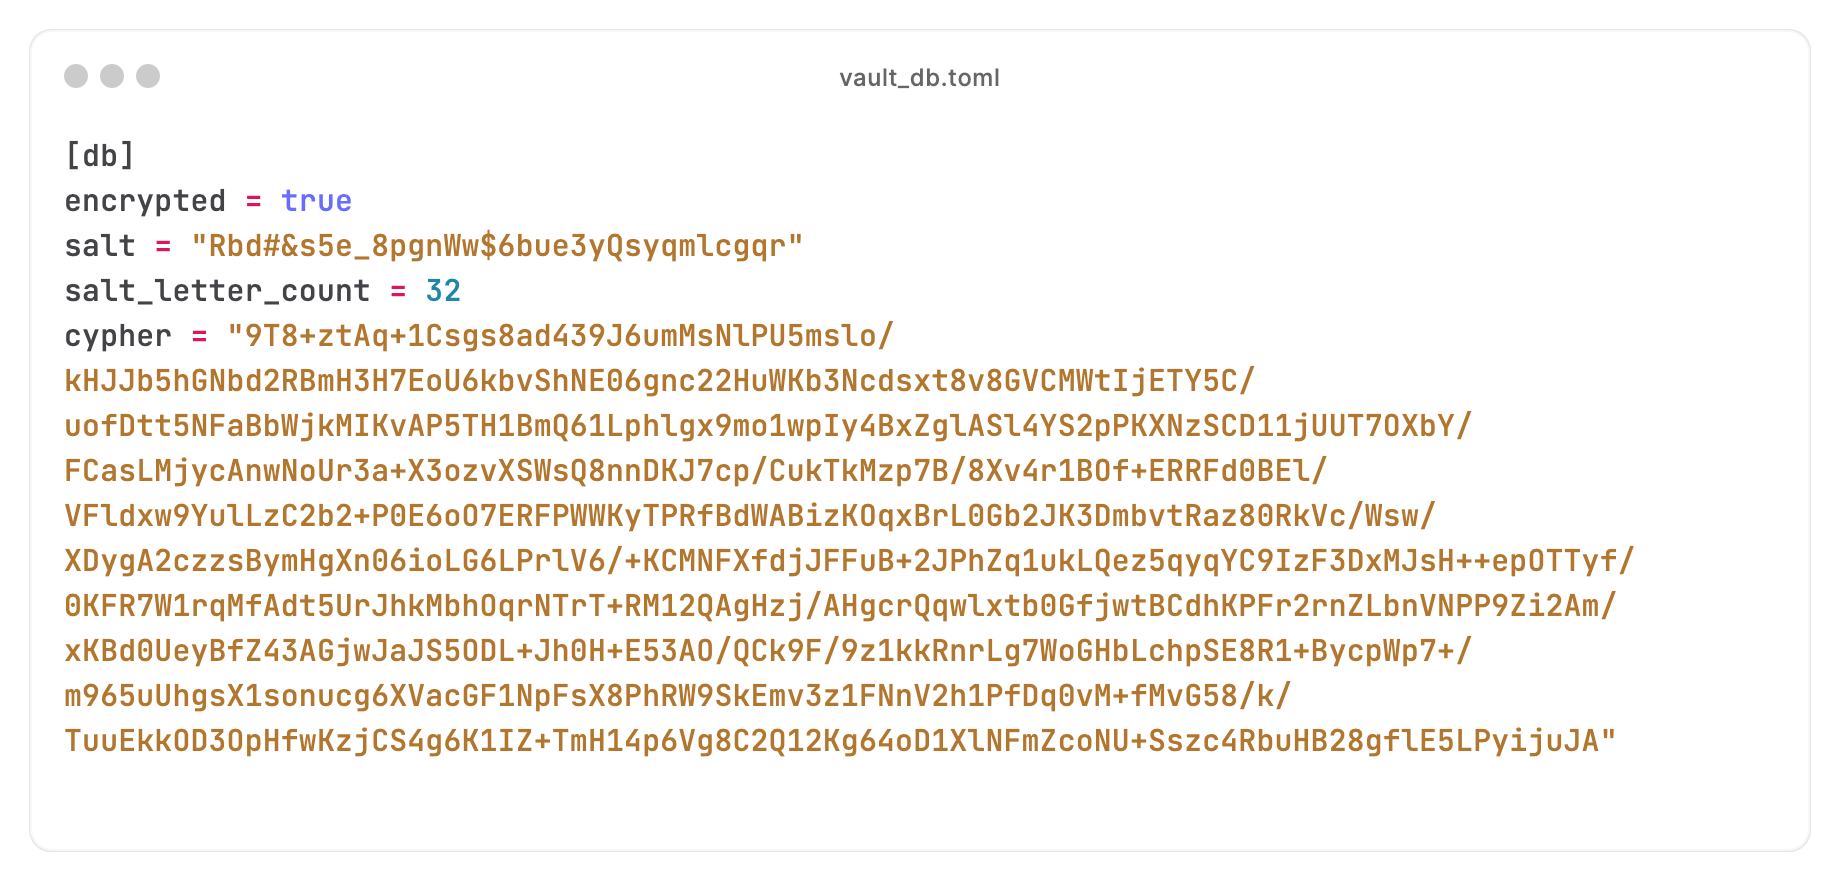 vault_db.toml
[db]
encrypted = true
salt = "Rbd#&s5e_8pgnWw$6bue3yQsyqmlcgqr"
salt_letter_count = 32
cypher = "9T8+ztAq+1Csgs8ad439J6umMsNlPU5mslo/
kHJJb5hGNbd2RBmH3H7EoU6kbvShNE06gnc22HuWKb3Ncdsxt8v8GVCMWtIjETY5C/
uofDtt5NFaBbWjkMIKvAP5TH1BmQ61Lphlgx9mo1wpIy4BxZglASl4YS2pPKXNzSCD11jUUT7OXbY/
FCasLMjycAnwNoUr3a+X3ozvXSWsQ8nnDKJ7cp/CukTkMzp7B/8Xv4r1BOf+ERRFd0BEl/
VFldxw9YulLzC2b2+P0E6oO7ERFPWWKyTPRfBdWABizKOqxBrL0Gb2JK3DmbvtRaz80RkVc/Wsw/
XDygA2czzsBymHgXn06ioLG6LPrlV6/+KCMNFXfdjJFFuB+2JPhZq1ukLQez5qyqYC9IzF3DxMJsH++epOTTyf/
0KFR7W1rqMfAdt5UrJhkMbhOqrNTrT+RM12QAgHzj/AHgcrQqwlxtb0GfjwtBCdhKPFr2rnZLbnVNPP9Zi2Am/
xKBd0UeyBfZ43AGjwJaJS5ODL+Jh0H+E53AO/QCk9F/9z1kkRnrLg7WoGHbLchpSE8R1+BycpWp7+/
m965uUhgsX1sonucg6XVacGF1NpFsX8PhRW9SkEmv3z1FNnV2h1PfDq0vM+fMvG58/k/
TuuEkkOD3OpHfwKzjCS4g6K1IZ+TmH14p6Vg8C2Q12Kg64oD1XlNFmZcoNU+Sszc4RbuHB28gflE5LPyijuJA"